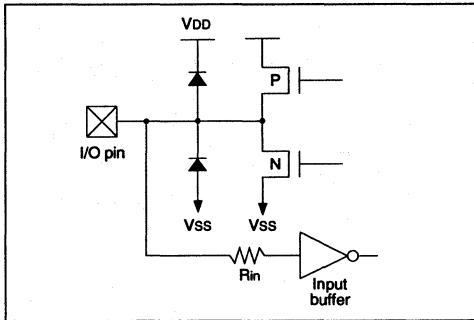 VDD
P
I/O pin
N
VSS
VSS
Rin
Input
buffer